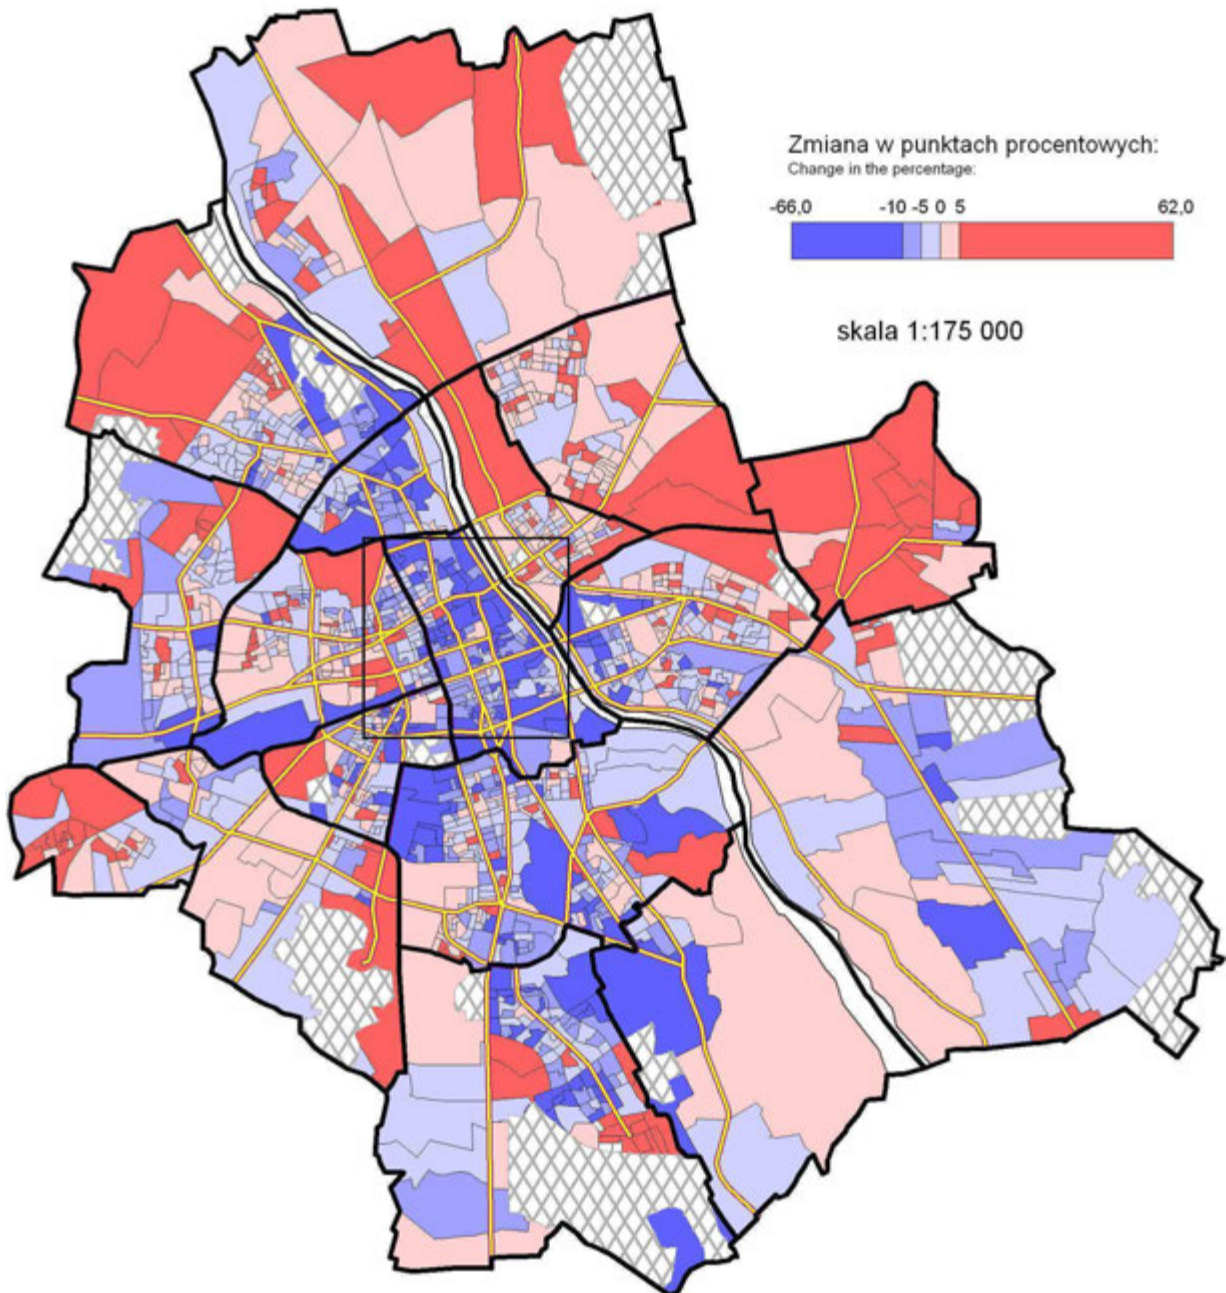 Zmiana w punktach procentowych:
Change in the percentage:
-66,0 -10 -5 0 5 62,0
skala 1:175 000